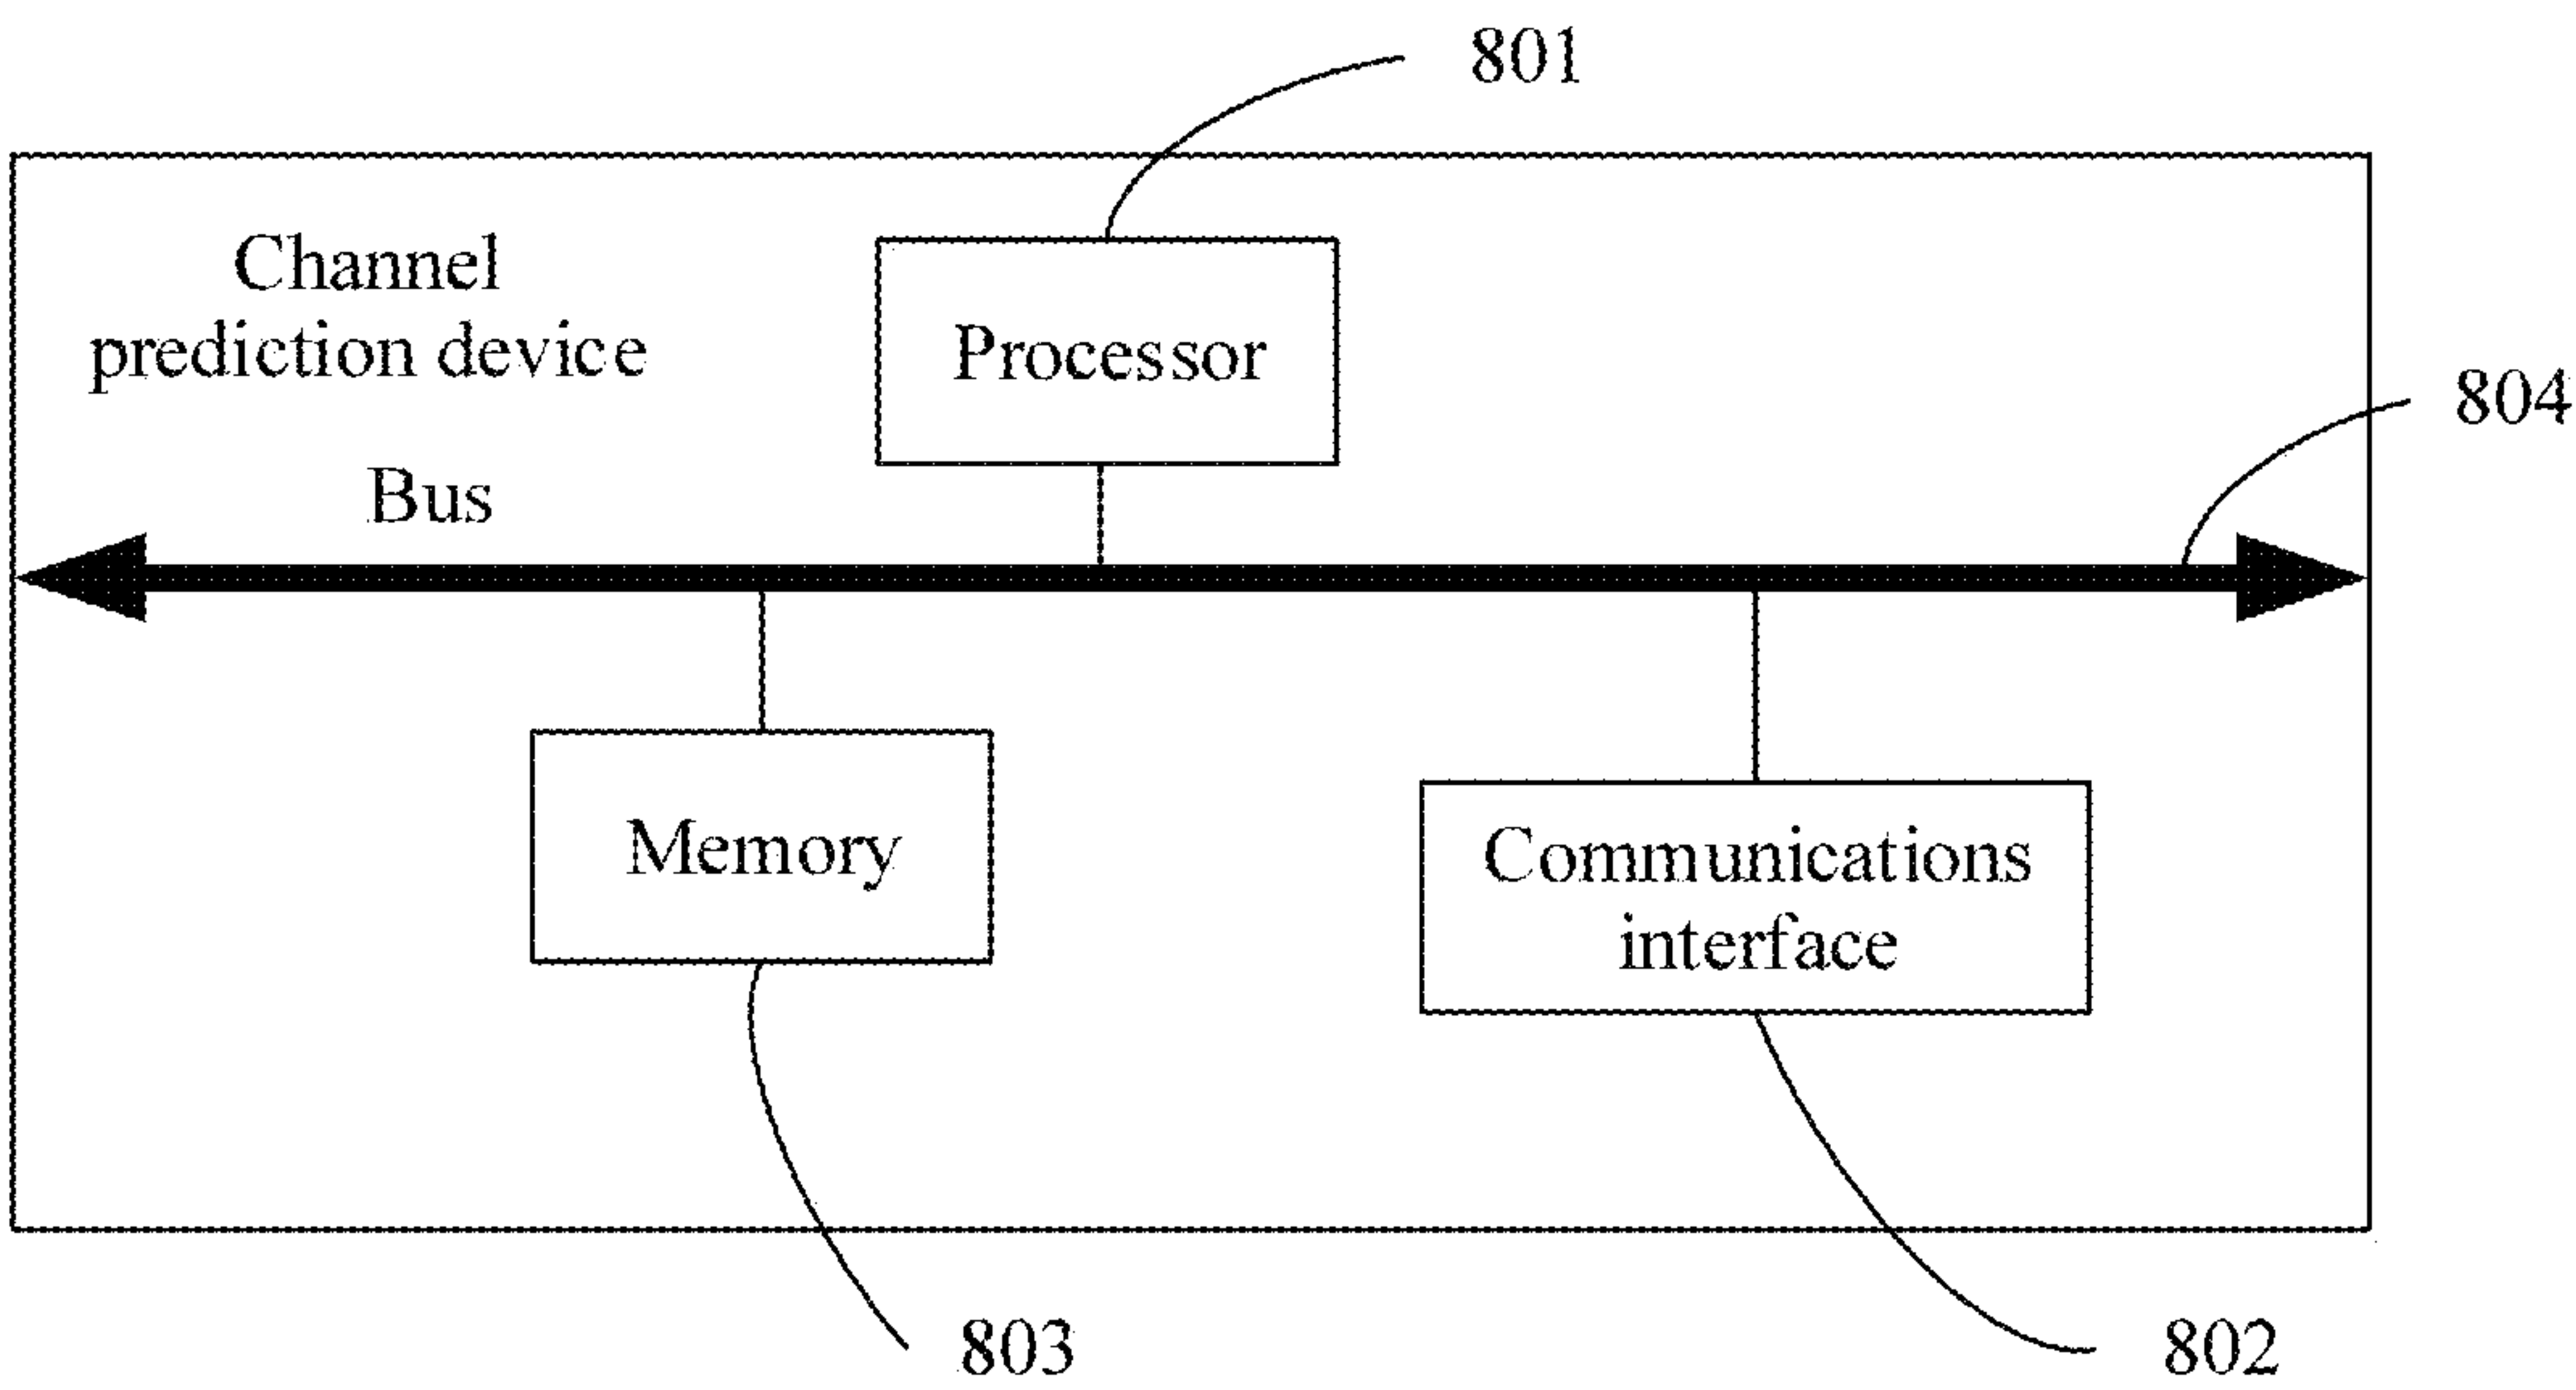 801
Channel
prediction device
Processor
804
Bus
Memory
Communications
interface
803
802